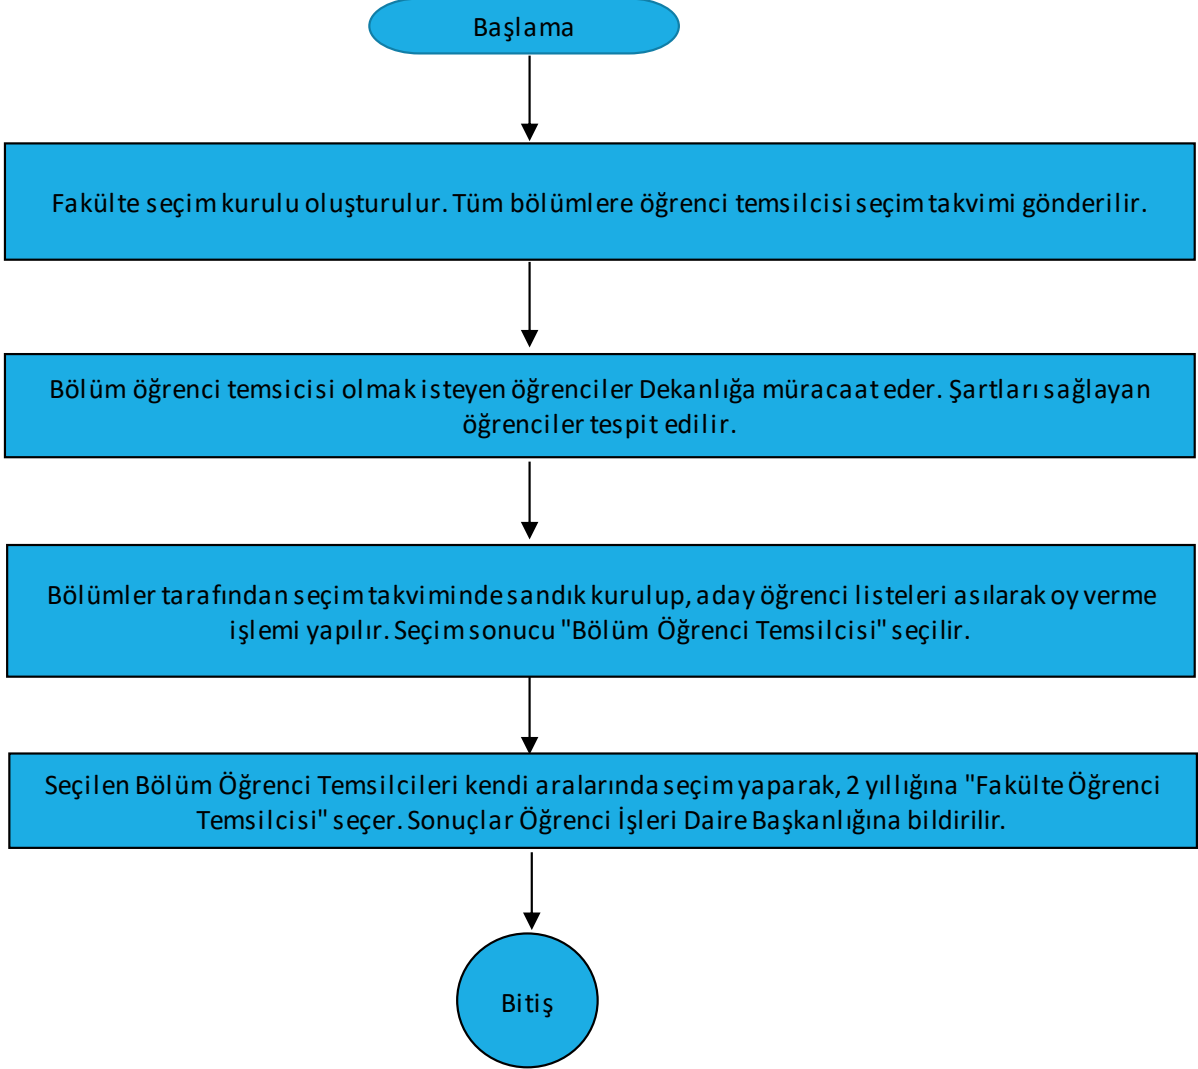 Başlama
Fakülte seçim kurulu oluşturulur. Tüm bölümlere öğrenci temsilcisi seçim takvimi gönderilir.
Bölüm öğrenci temsicisi olmak isteyen öğrenciler Dekanlığa müracaat eder. Şartları sağlayan
öğrenciler tespit edilir.
Bölümler tarafından seçim takviminde sandık kurulup, aday öğrenci listeleri asılarak oy verme
işlemi yapılır. Seçim sonucu "Bölüm Öğrenci Temsilcisi" seçilir.
Seçilen Bölüm Öğrenci Temsilcileri kendi aralarında seçim yaparak, 2 yıllığına "Fakülte Öğrenci
Temsilcisi" seçer. Sonuçlar Öğrenci İşleri Daire Başkanlığına bildirilir.
Bitiş